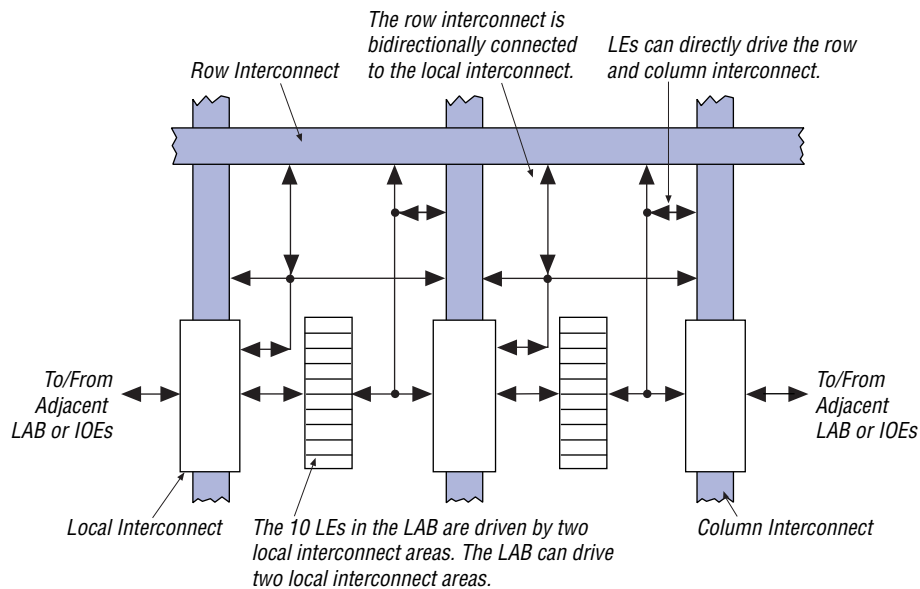 The row interconnect is
bidirectionally connected
to the local interconnect.
LEs can directly drive the row
and column interconnect.
Row Interconnect
To/From
Adjacent
LAB or IOEs
To/From
Adjacent
LAB or IOEs
Local Interconnect
The 10 LEs in the LAB are driven by two
local interconnect areas. The LAB can drive
two local interconnect areas.
Column Interconnect